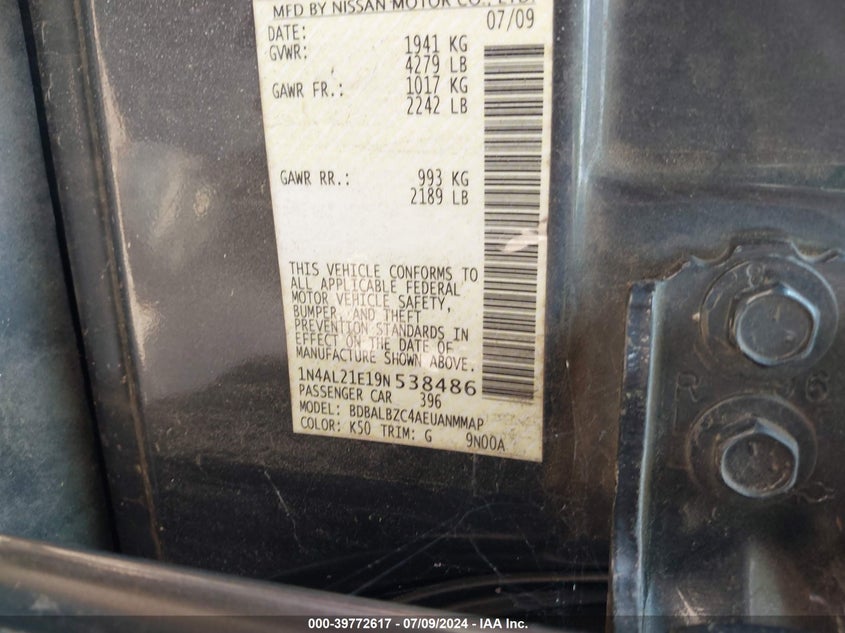 MFD BY NISSAN MOTOR CO., LTD.
DATE: 07/09
GVWR: 1941 KG
4279 LB
GAWR FR.: 1017 KG
2242 LB
GAWR RR.: 993 KG
2189 LB
THIS VEHICLE CONFORMS TO
ALL APPLICABLE FEDERAL
MOTOR VEHICLE SAFETY,
BUMPER, AND THEFT
PREVENTION STANDARDS IN
EFFECT ON THE DATE OF
MANUFACTURE SHOWN ABOVE.
1N4AL21E19N538486
PASSENGER CAR 396
MODEL: BDBALBZC4AEUANMMAP
COLOR: K50 TRIM: G 9N00A
R 6
000-39772617 - 07/09/2024 - IAA Inc.